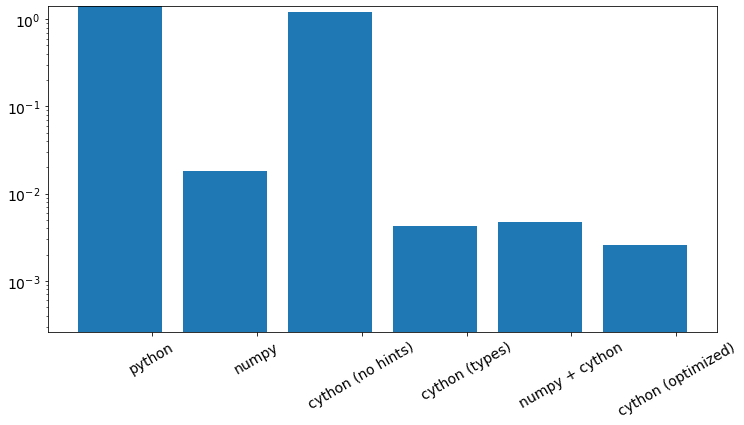 10⁰
10⁻¹
10⁻²
10⁻³
python
numpy
cython (no hints)
cython (types)
numpy + cython
cython (optimized)